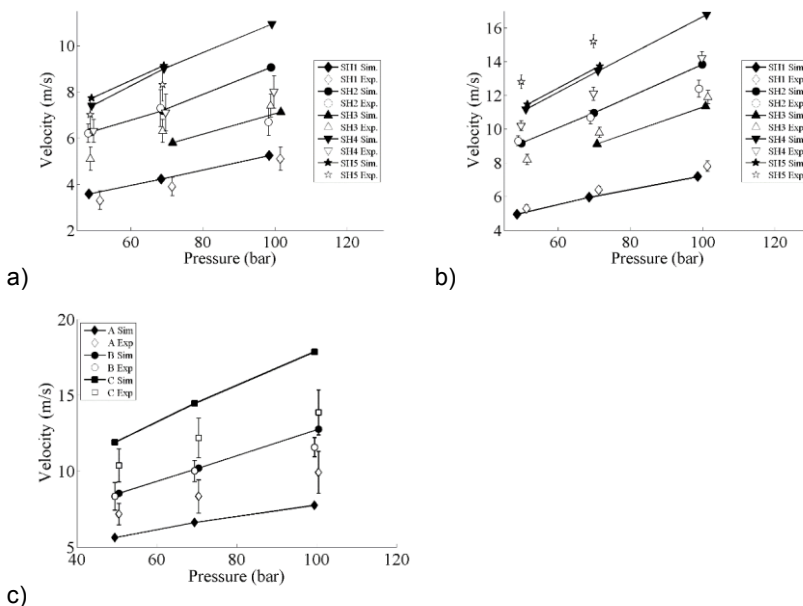 11
9
7
5 
4
2
Velocity (m/s)
60 80 100 120
Pressure (bar)
SH1 Sim.
SH1 Exp.
SH2 Sim.
SH2 Exp.
SH3 Sim.
SH3 Exp.
SH4 Sim.
SH4 Exp.
SH5 Sim.
SH5 Exp.
a)
16
14
12
10
8
6
4
Velocity (m/s)
60 80 100 120
Pressure (bar)
SH1 Sim.
SH1 Exp.
SH2 Sim.
SH2 Exp.
SH3 Sim.
SH3 Exp.
SH4 Sim.
SH4 Exp.
SH5 Sim.
SH5 Exp.
b)
20
15
10
5
Velocity (m/s)
40 60 80 100 120
Pressure (bar)
A Sim
A Exp
B Sim
B Exp
C Sim
C Exp
c)